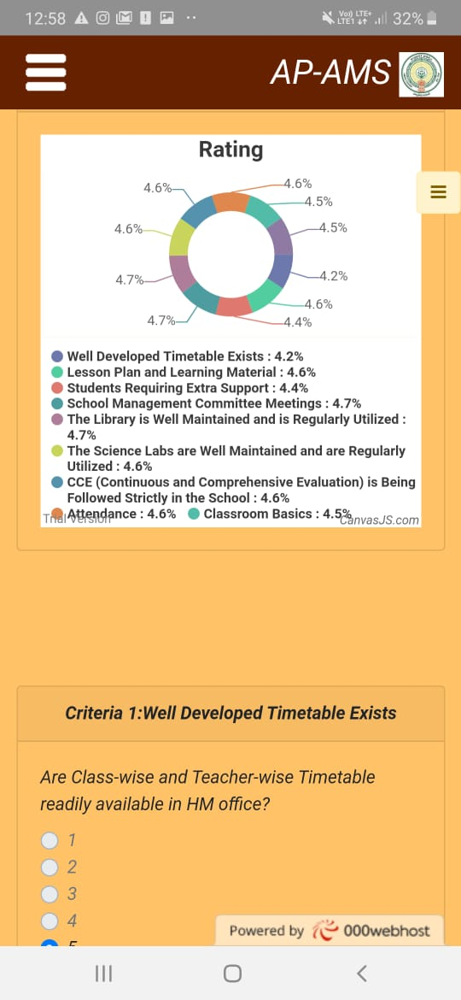 12:58
Vo) LTE+
LTE1
32%
AP-AMS
Rating
4.6%
4.6%
4.5%
4.6%
4.5%
4.7%
4.2%
4.6%
4.7%
4.4%
Well Developed Timetable Exists : 4.2%
Lesson Plan and Learning Material : 4.6%
Students Requiring Extra Support : 4.4%
School Management Committee Meetings : 4.7%
The Library is Well Maintained and is Regularly Utilized :
4.7%
The Science Labs are Well Maintained and are Regularly
Utilized : 4.6%
CCE (Continuous and Comprehensive Evaluation) is Being
Followed Strictly in the School : 4.6%
Attendance : 4.6% Classroom Basics : 4.5%
Trial Version
CanvasJS.com
Criteria 1:Well Developed Timetable Exists
Are Class-wise and Teacher-wise Timetable
readily available in HM office?
1
2
3
4
5
Powered by 000webhost